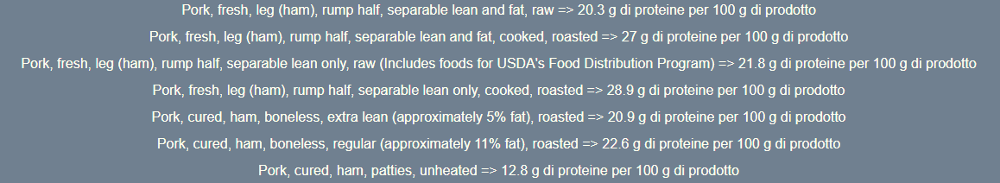 Pork, fresh, leg (ham), rump half, separable lean and fat, raw => 20.3 g di proteine per 100 g di prodotto
Pork, fresh, leg (ham), rump half, separable lean and fat, cooked, roasted => 27 g di proteine per 100 g di prodotto
Pork, fresh, leg (ham), rump half, separable lean only, raw (Includes foods for USDA's Food Distribution Program) => 21.8 g di proteine per 100 g di prodotto
Pork, fresh, leg (ham), rump half, separable lean only, cooked, roasted => 28.9 g di proteine per 100 g di prodotto
Pork, cured, ham, boneless, extra lean (approximately 5% fat), roasted => 20.9 g di proteine per 100 g di prodotto
Pork, cured, ham, boneless, regular (approximately 11% fat), roasted => 22.6 g di proteine per 100 g di prodotto
Pork, cured, ham, patties, unheated => 12.8 g di proteine per 100 g di prodotto